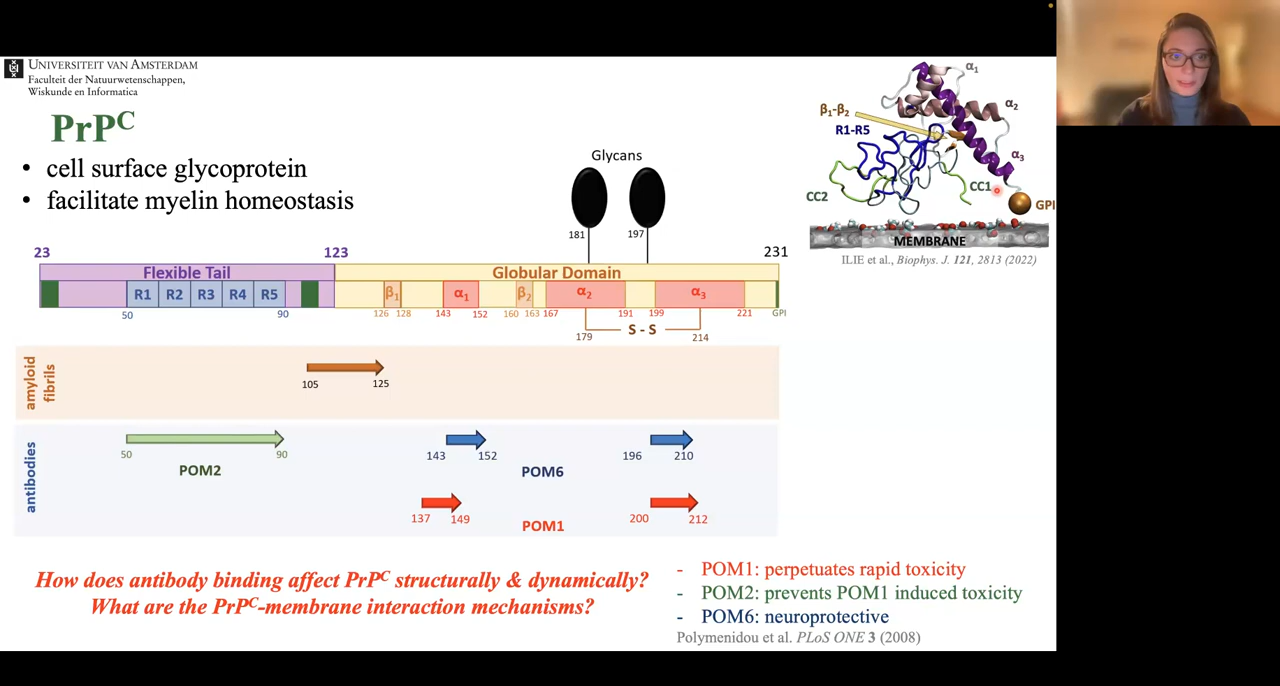 UNIVERSITEIT VAN AMSTERDAM
Faculteit der Natuurwetenschappen,
Wiskunde en Informatica
PrPC
• cell surface glycoprotein
• facilitate myelin homeostasis
Glycans
181
197
23
123
231
Flexible Tail
Globular Domain
R1
R2
R3
R4
R5
β1
α1
β2
α2
α3
50
90
126
128
143
152
160
163
167
191
199
221
GPI
S - S
179
214
amyloid
fibrils
105
125
antibodies
50
90
POM2
143
152
196
210
POM6
137
149
200
212
POM1
How does antibody binding affect PrPC structurally & dynamically?
What are the PrPC-membrane interaction mechanisms?
α1
β1-β2
α2
R1-R5
α3
CC2
CC1
GPI
MEMBRANE
ILIE et al., Biophys. J. 121, 2813 (2022)
- POM1: perpetuates rapid toxicity
- POM2: prevents POM1 induced toxicity
- POM6: neuroprotective
Polymenidou et al. PLoS ONE 3 (2008)